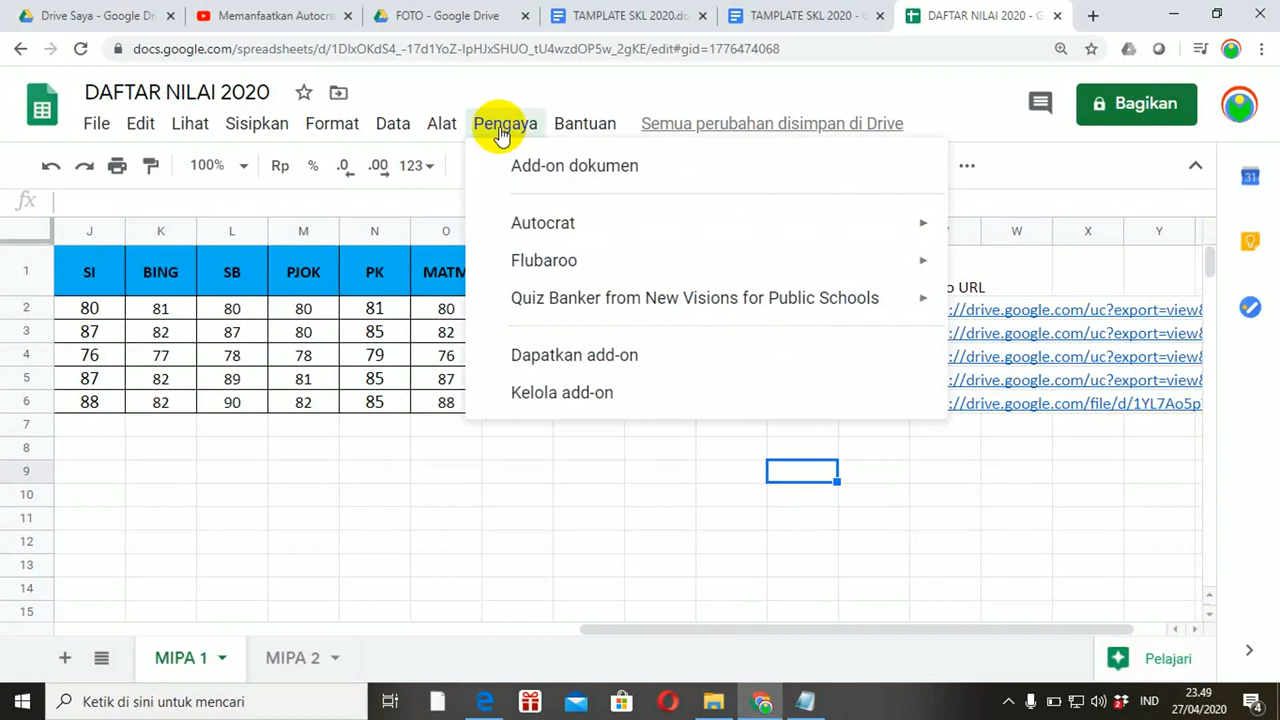 Drive Saya - Google Dri
Memanfaatkan Autocra
FOTO - Google Drive
TAMPLATE SKL 2020.do
TAMPLATE SKL 2020 - G
DAFTAR NILAI 2020 - G
docs.google.com/spreadsheets/d/1DlxOKdS4_-17d1YoZ-IpHJxSHUO_tU4wzdOP5w_2gKE/edit#gid=1776474068
DAFTAR NILAI 2020
Bagikan
File Edit Lihat Sisipkan Format Data Alat Pengaya Bantuan Semua perubahan disimpan di Drive
100% Rp % .0 .00 123
Add-on dokumen
Autocrat
Flubaroo
Quiz Banker from New Visions for Public Schools
Dapatkan add-on
Kelola add-on
fx
J K L M N O W X Y
1 SI BING SB PJOK PK MATM o URL
2 80 81 80 80 81 80 ://drive.google.com/uc?export=view&
3 87 82 87 80 85 82 ://drive.google.com/uc?export=view&
4 76 77 78 78 79 76 ://drive.google.com/uc?export=view&
5 87 82 89 81 85 87 ://drive.google.com/uc?export=view&
6 88 82 90 82 85 88 ://drive.google.com/file/d/1YL7Ao5p
7
8
9
10
11
12
13
14
15
31
MIPA 1 MIPA 2 Pelajari
Ketik di sini untuk mencari
IND
23.49
27/04/2020
4